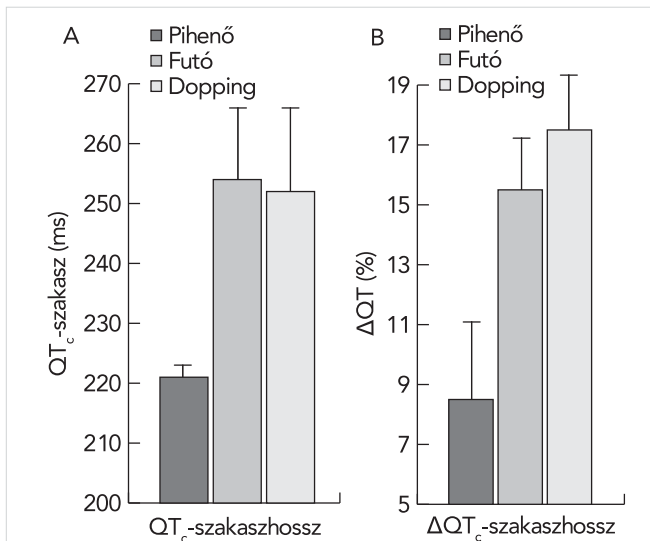 A
Pihenő
Futó
Dopping
270
260
250
240
230
220
210
200
QTc-szakasz (ms)
QTc-szakaszhossz
B
Pihenő
Futó
Dopping
19
17
15
13
11
9
7
5
ΔQT (%)
ΔQTc-szakaszhossz